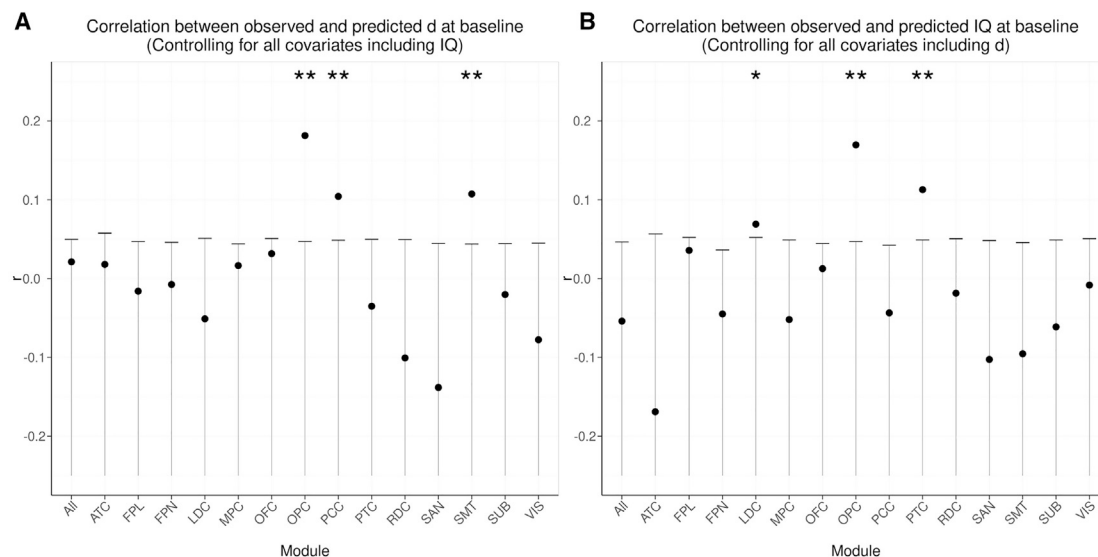 A
Correlation between observed and predicted d at baseline
(Controlling for all covariates including IQ)
** ** **
0.2
0.1
0.0
-0.1
-0.2
r
All ATC FPL FPN LDC MPC OFC OPC PCC PTC RDC SAN SMT SUB VIS
Module
B
Correlation between observed and predicted IQ at baseline
(Controlling for all covariates including d)
* ** **
0.2
0.1
0.0
-0.1
-0.2
r
All ATC FPL FPN LDC MPC OFC OPC PCC PTC RDC SAN SMT SUB VIS
Module